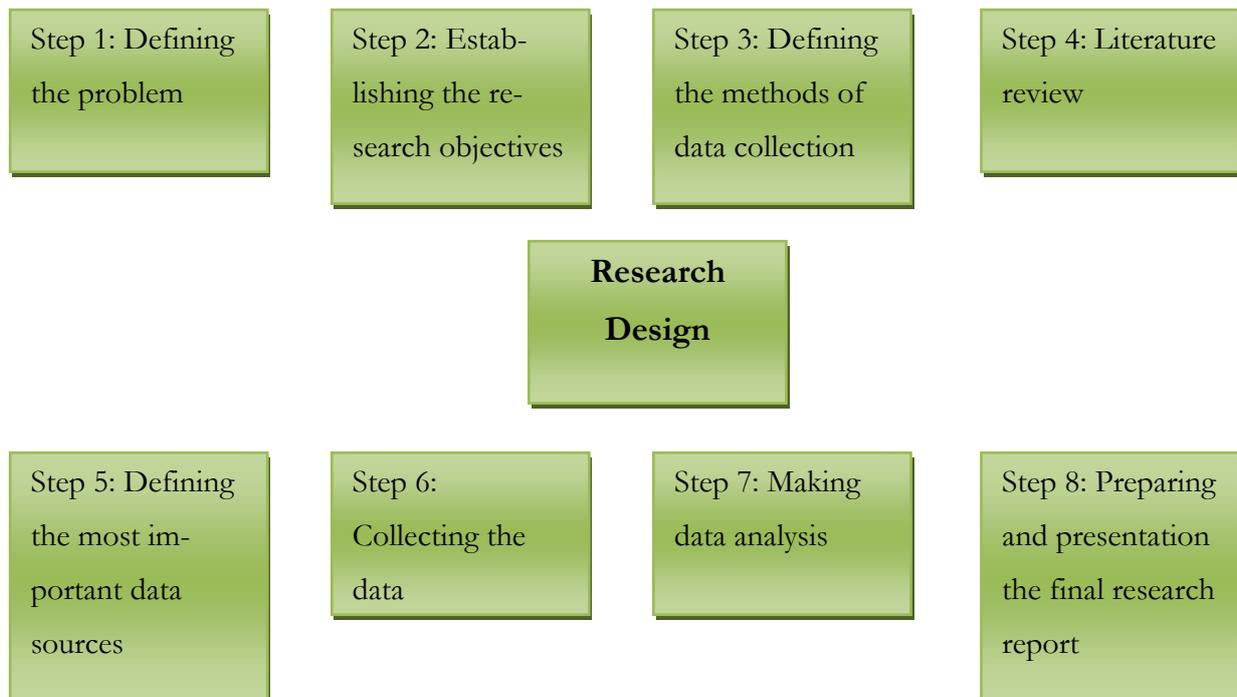 Step 1: Defining
the problem
Step 2: Estab-
lishing the re-
search objectives
Step 3: Defining
the methods of
data collection
Step 4: Literature
review
Research
Design
Step 5: Defining
the most im-
portant data
sources
Step 6:
Collecting the
data
Step 7: Making
data analysis
Step 8: Preparing
and presentation
the final research
report